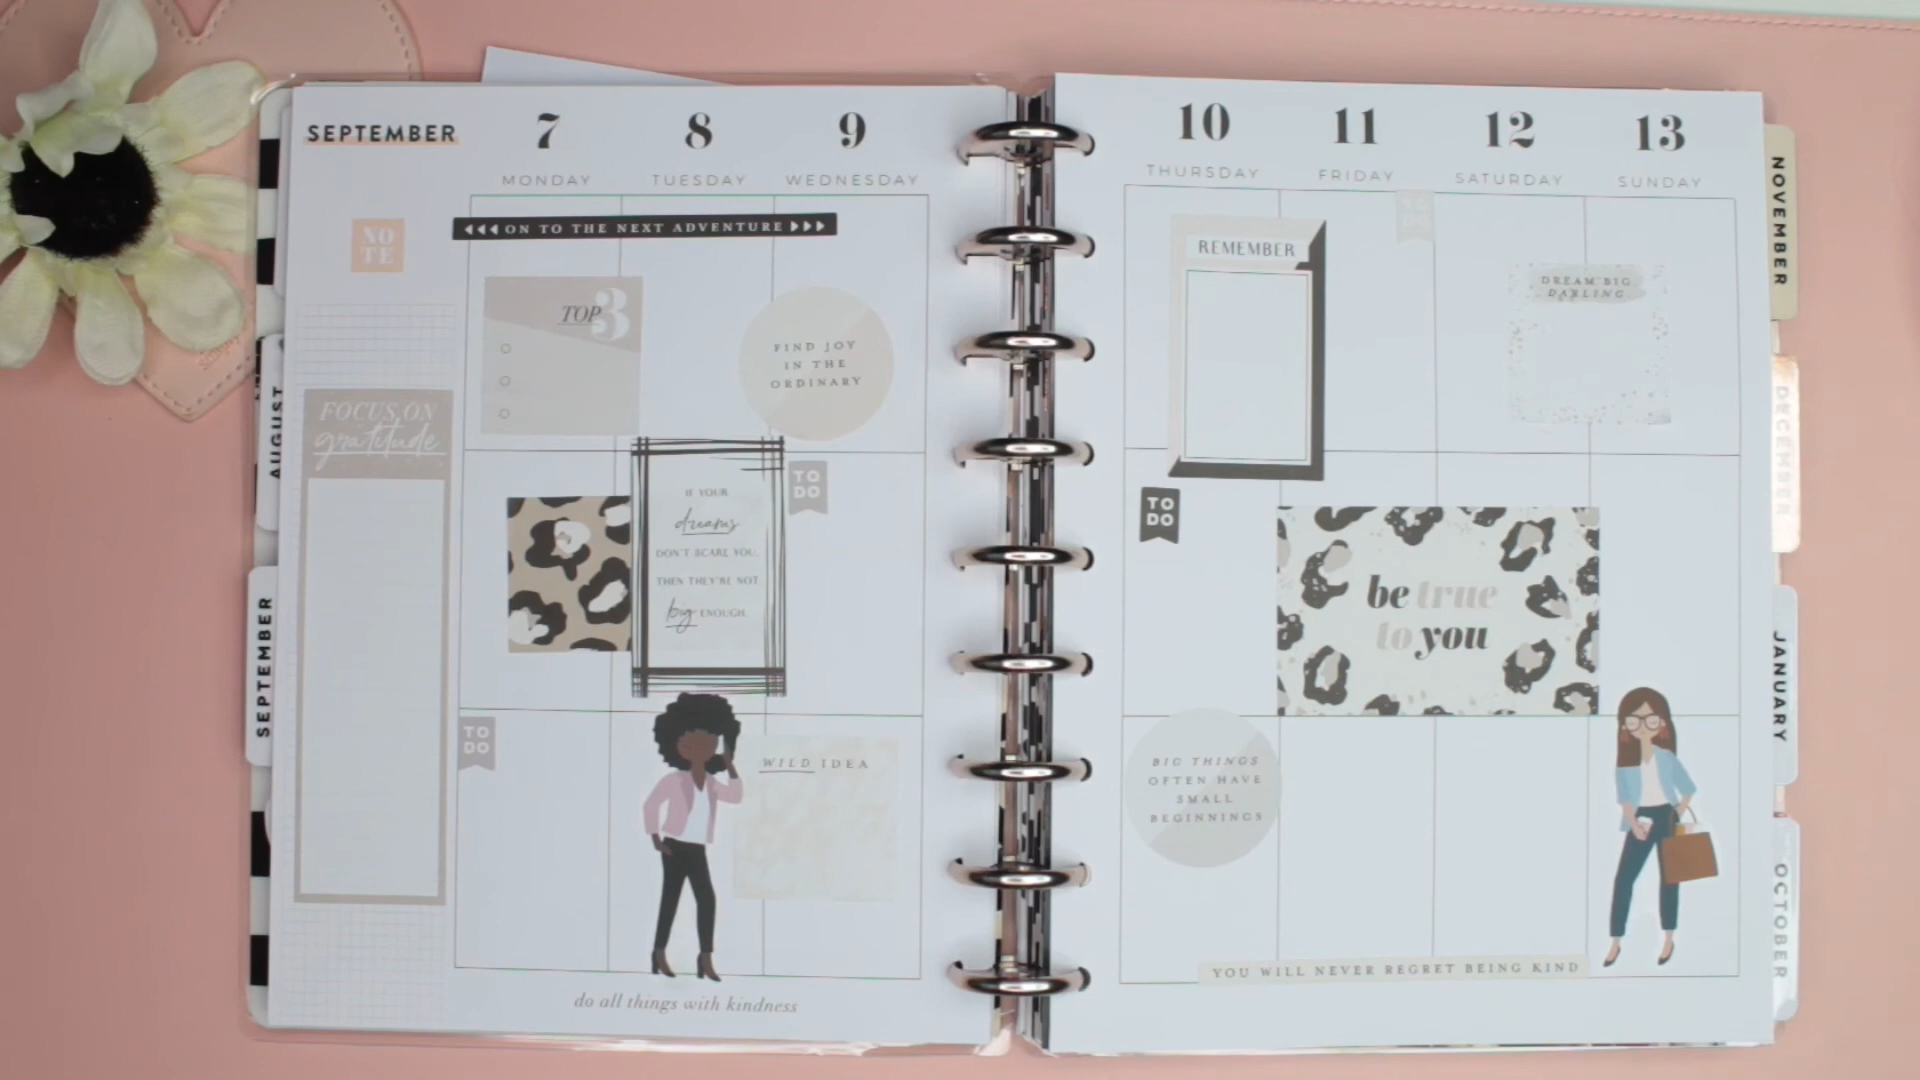 SEPTEMBER
7
8
9
MONDAY
TUESDAY
WEDNESDAY
ON TO THE NEXT ADVENTURE
NO
TE
TOP 3
FIND JOY
IN THE
ORDINARY
FOCUS ON
gratitude
IF YOUR
dreams
DON'T SCARE YOU,
THEN THEY'RE NOT
big ENOUGH.
TO
DO
TO
DO
WILD IDEA
do all things with kindness
10
11
12
13
THURSDAY
FRIDAY
SATURDAY
SUNDAY
TO
DO
REMEMBER
DREAM BIG
DARLING
TO
DO
be true
to you
BIG THINGS
OFTEN HAVE
SMALL
BEGINNINGS
YOU WILL NEVER REGRET BEING KIND
AUGUST
SEPTEMBER
NOVEMBER
DECEMBER
JANUARY
OCTOBER